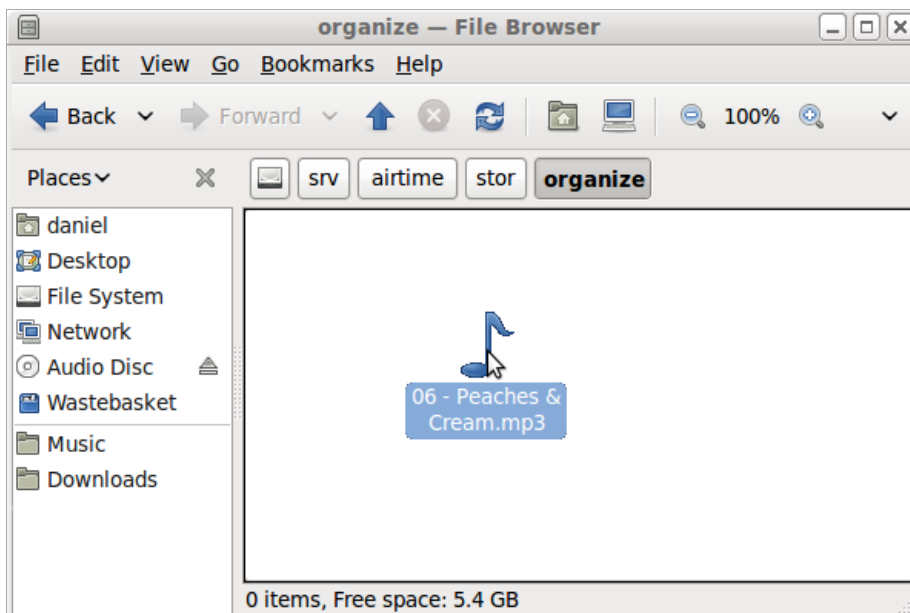 organize — File Browser
File Edit View Go Bookmarks Help
Back Forward 100%
Places srv airtime stor organize
daniel
Desktop
File System
Network
Audio Disc
Wastebasket
Music
Downloads
06 - Peaches &
Cream.mp3
0 items, Free space: 5.4 GB